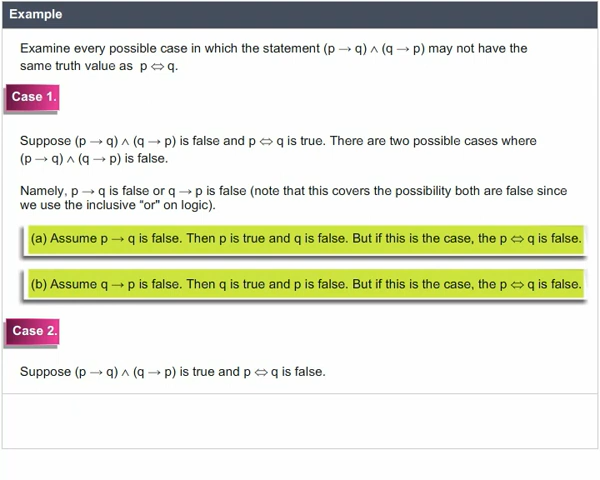 Example
Examine every possible case in which the statement (p → q) ∧ (q → p) may not have the
same truth value as p ⇔ q.
Case 1.
Suppose (p → q) ∧ (q → p) is false and p ⇔ q is true. There are two possible cases where
(p → q) ∧ (q → p) is false.
Namely, p → q is false or q → p is false (note that this covers the possibility both are false since
we use the inclusive "or" on logic).
(a) Assume p → q is false. Then p is true and q is false. But if this is the case, the p ⇔ q is false.
(b) Assume q → p is false. Then q is true and p is false. But if this is the case, the p ⇔ q is false.
Case 2.
Suppose (p → q) ∧ (q → p) is true and p ⇔ q is false.